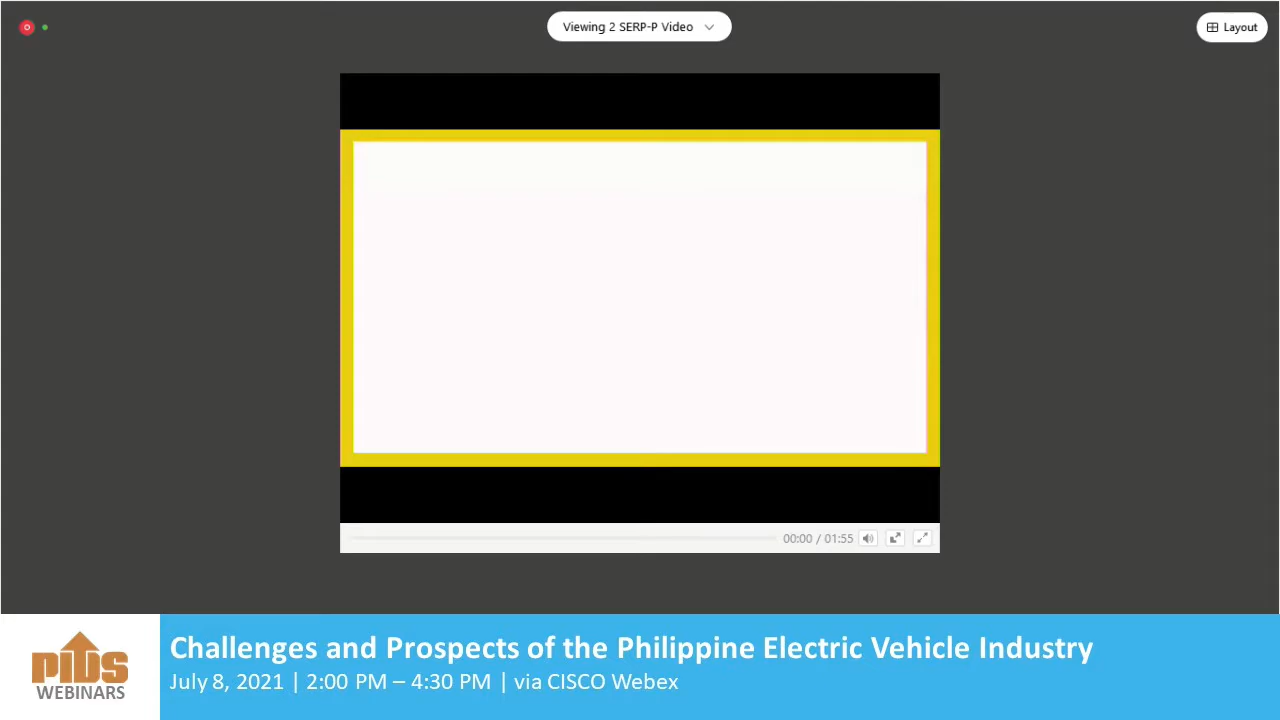 Viewing 2 SERP-P Video
Layout
00:00 / 01:55
PIDS
WEBINARS
Challenges and Prospects of the Philippine Electric Vehicle Industry
July 8, 2021 | 2:00 PM – 4:30 PM | via CISCO Webex